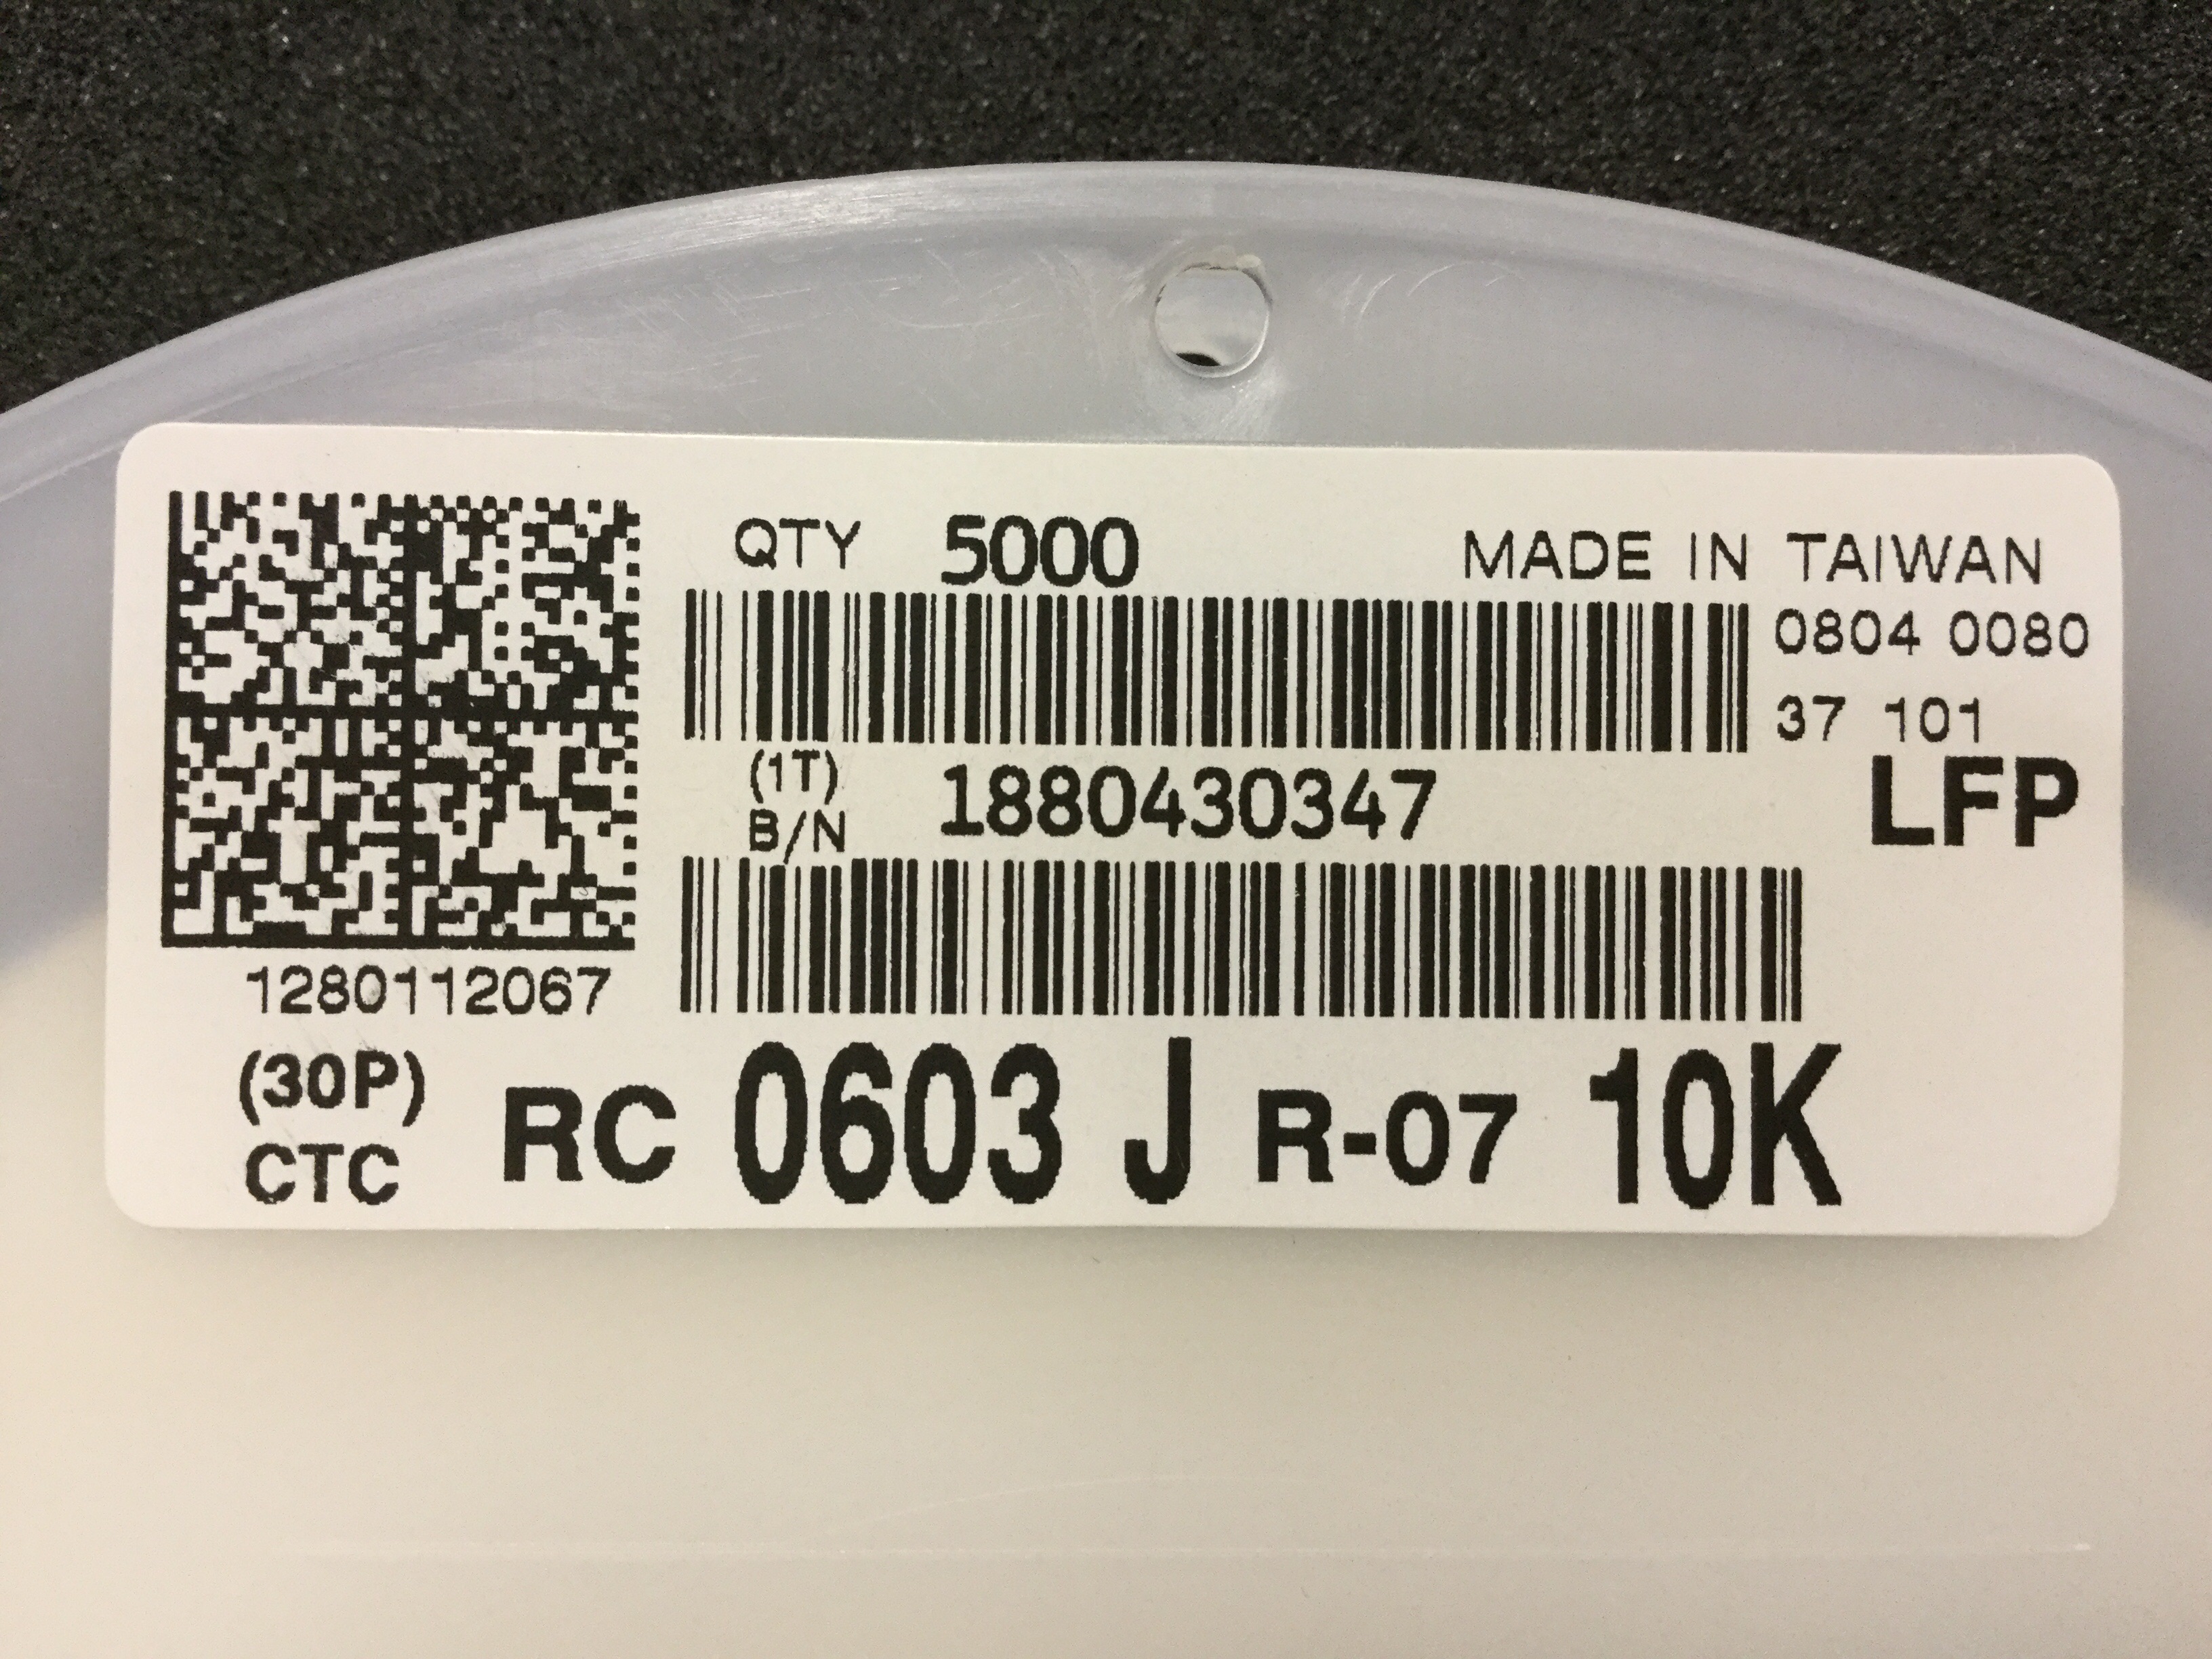 QTY 5000 MADE IN TAIWAN
0804 0080
37 101
(1T)
B/N 1880430347 LFP
1280112067
(30P)
CTC RC 0603 J R-07 10K